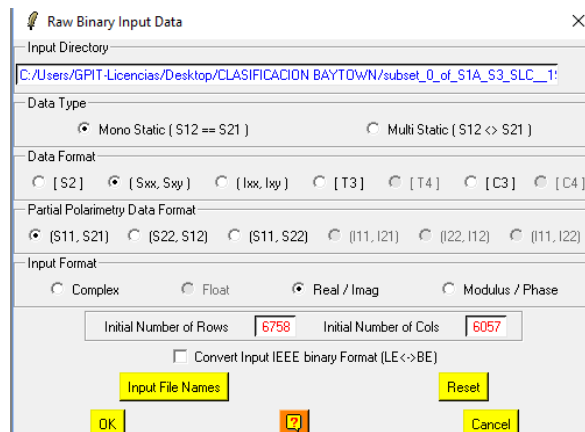 Raw Binary Input Data
Input Directory
C:/Users/GPIT-Licencias/Desktop/CLASIFICACION BAYTOWN/subset_0_of_S1A_S3_SLC__1S
Data Type
Mono Static ( S12 == S21 ) Multi Static ( S12 <> S21 )
Data Format
[ S2 ] ( Sxx, Sxy ) ( Ixx, Ixy ) [ T3 ] [ T4 ] [ C3 ] [ C4 ]
Partial Polarimetry Data Format
(S11, S21) (S22, S12) (S11, S22) (I11, I21) (I22, I12) (I11, I22)
Input Format
Complex Float Real / Imag Modulus / Phase
Initial Number of Rows 6758 Initial Number of Cols 6057
Convert Input IEEE binary Format (LE<->BE)
Input File Names Reset
OK ? Cancel